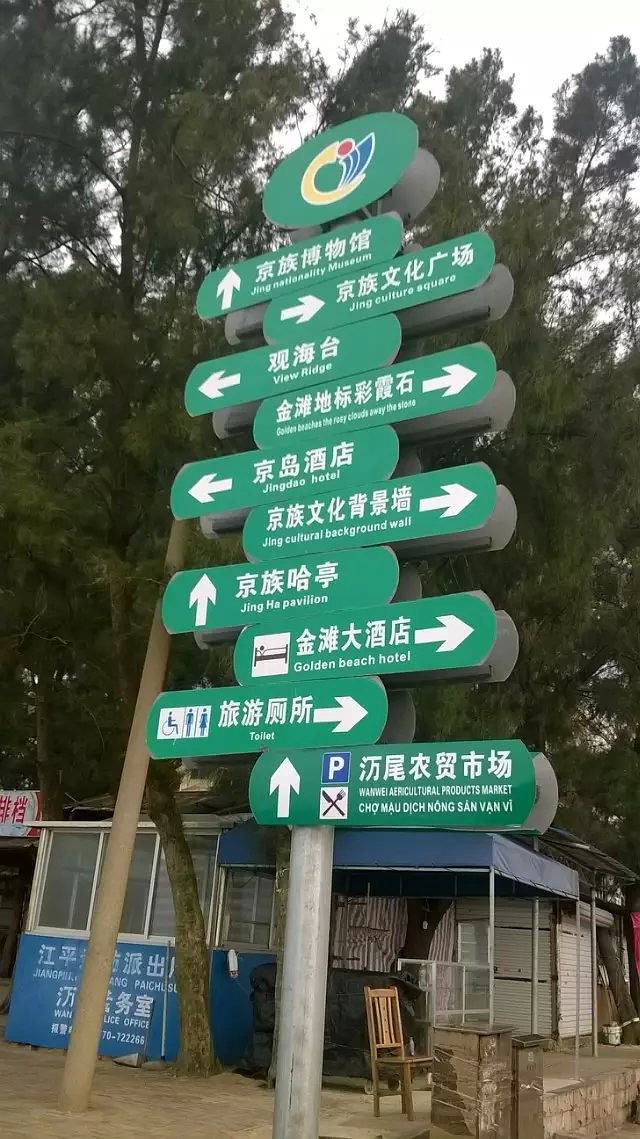 京族博物馆
Jing nationality Museum
京族文化广场
Jing culture square
观海台
View Ridge
金滩地标彩霞石
Golden beaches the rosy clouds away the stone
京岛酒店
Jingdao hotel
京族文化背景墙
Jing cultural background wall
京族哈亭
Jing Ha pavilion
金滩大酒店
Golden beach hotel
旅游厕所
Toilet
P
沥尾农贸市场
WANWEI AERICULTURAL PRODUCTS MARKET
CHỢ MẬU DỊCH NÔNG SẢN VẠN VĨ
排档
江平 派出
PAICHUSU
务室
OFFICE
报警
70-722266